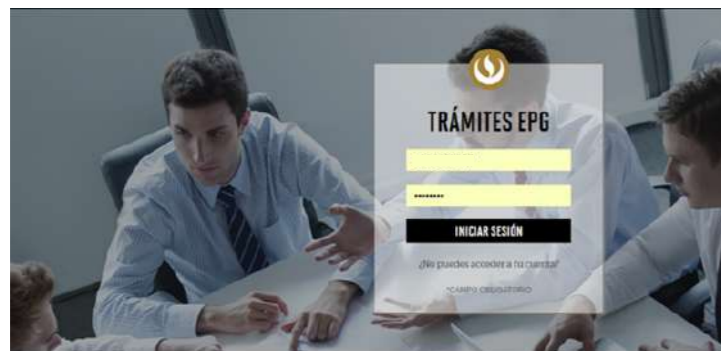 TRÁMITES EPG
••••••••
INICIAR SESIÓN
¿No puedes acceder a tu cuenta?
*CAMPO OBLIGATORIO